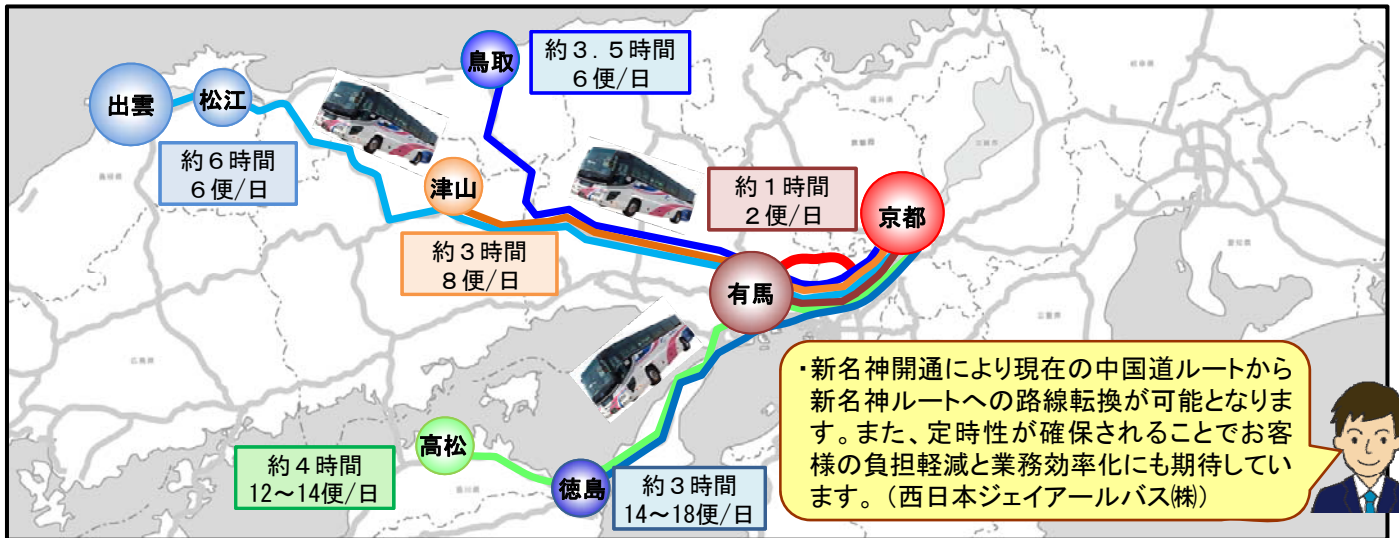 鳥取
約3.5時間
6便/日
出雲
松江
約6時間
6便/日
津山
約3時間
8便/日
約1時間
2便/日
京都
有馬
高松
約4時間
12~14便/日
徳島
約3時間
14~18便/日
・新名神開通により現在の中国道ルートから
新名神ルートへの路線転換が可能となりま
す。また、定時性が確保されることでお客
様の負担軽減と業務効率化にも期待してい
ます。(西日本ジェイアールバス㈱)